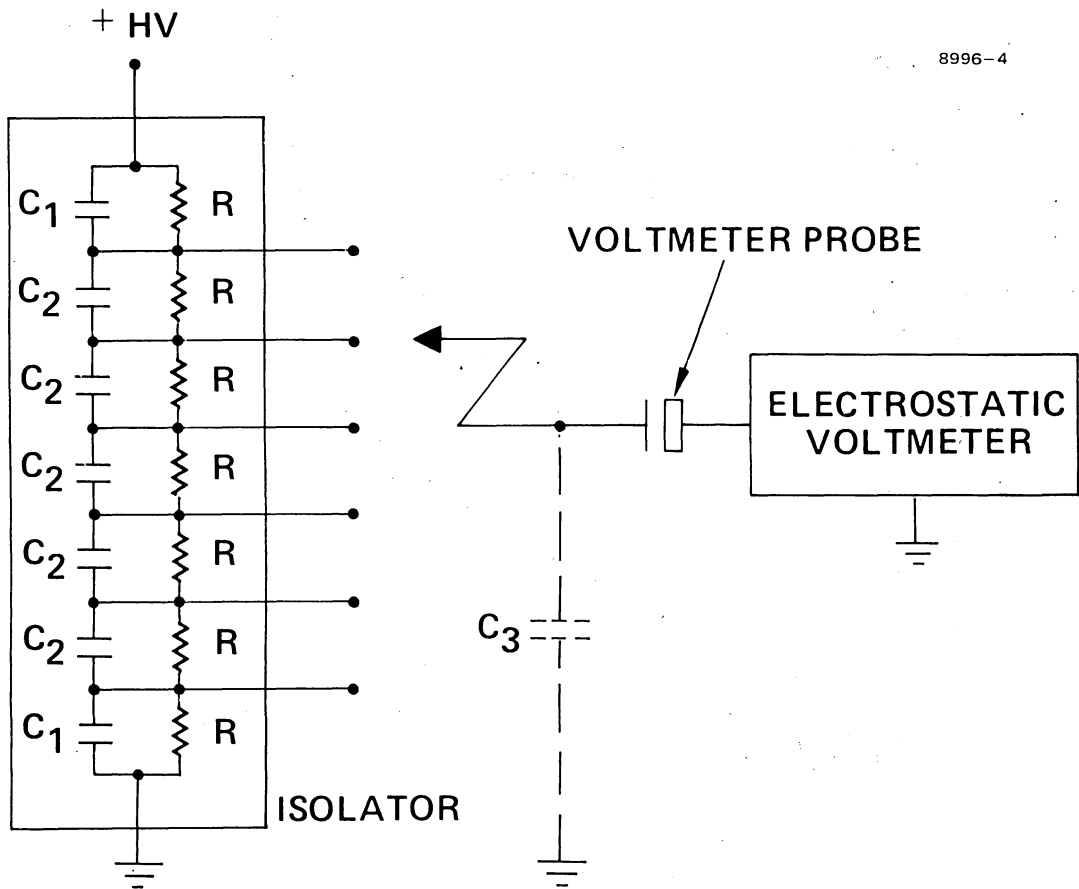 + HV
8996-4
C1 R
C2 R
VOLTMETER PROBE
C2 R
ELECTROSTATIC
VOLTMETER
C2 R
C2 R
C2 R
C3
C1 R
ISOLATOR